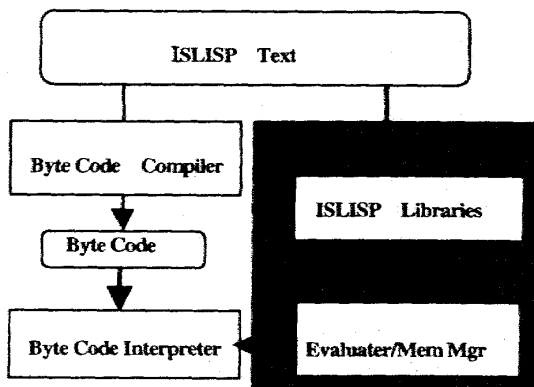 ISLISP Text
Byte Code Compiler
ISLISP Libraries
Byte Code
Byte Code Interpreter
Evaluater/Mem Mgr